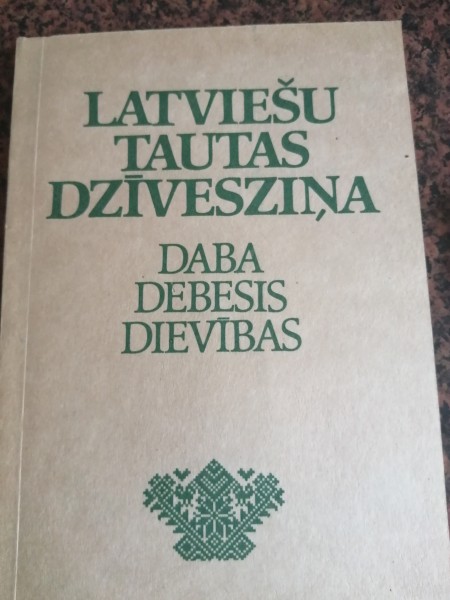 LATVIEŠU
TAUTAS
DZĪVESZIŅA
DABA
DEBESIS
DIEVĪBAS